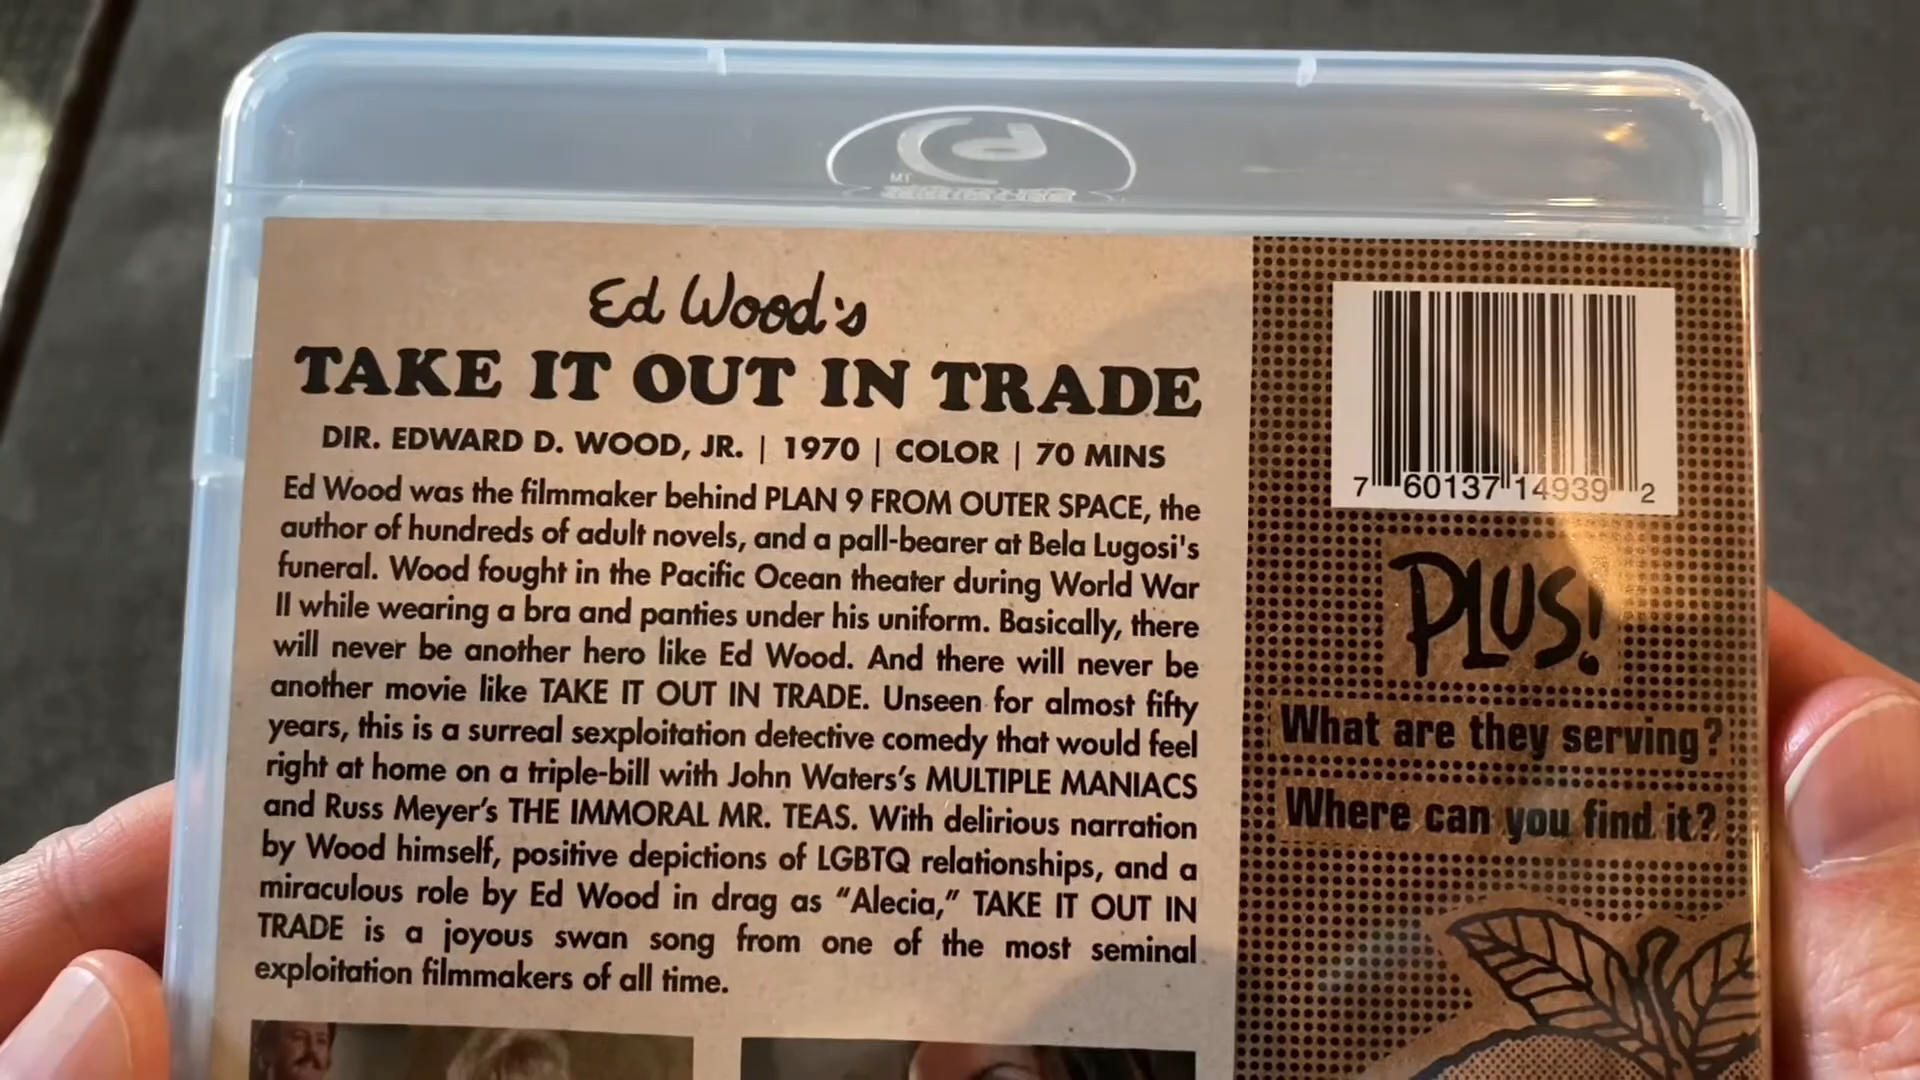 Ed Wood's
TAKE IT OUT IN TRADE
DIR. EDWARD D. WOOD, JR. | 1970 | COLOR | 70 MINS
Ed Wood was the filmmaker behind PLAN 9 FROM OUTER SPACE, the
author of hundreds of adult novels, and a pall-bearer at Bela Lugosi's
funeral. Wood fought in the Pacific Ocean theater during World War
II while wearing a bra and panties under his uniform. Basically, there
will never be another hero like Ed Wood. And there will never be
another movie like TAKE IT OUT IN TRADE. Unseen for almost fifty
years, this is a surreal sexploitation detective comedy that would feel
right at home on a triple-bill with John Waters’s MULTIPLE MANIACS
and Russ Meyer’s THE IMMORAL MR. TEAS. With delirious narration
by Wood himself, positive depictions of LGBTQ relationships, and a
miraculous role by Ed Wood in drag as “Alecia,” TAKE IT OUT IN
TRADE is a joyous swan song from one of the most seminal
exploitation filmmakers of all time.
7 60137 14939 2
PLUS!
What are they serving?
Where can you find it?